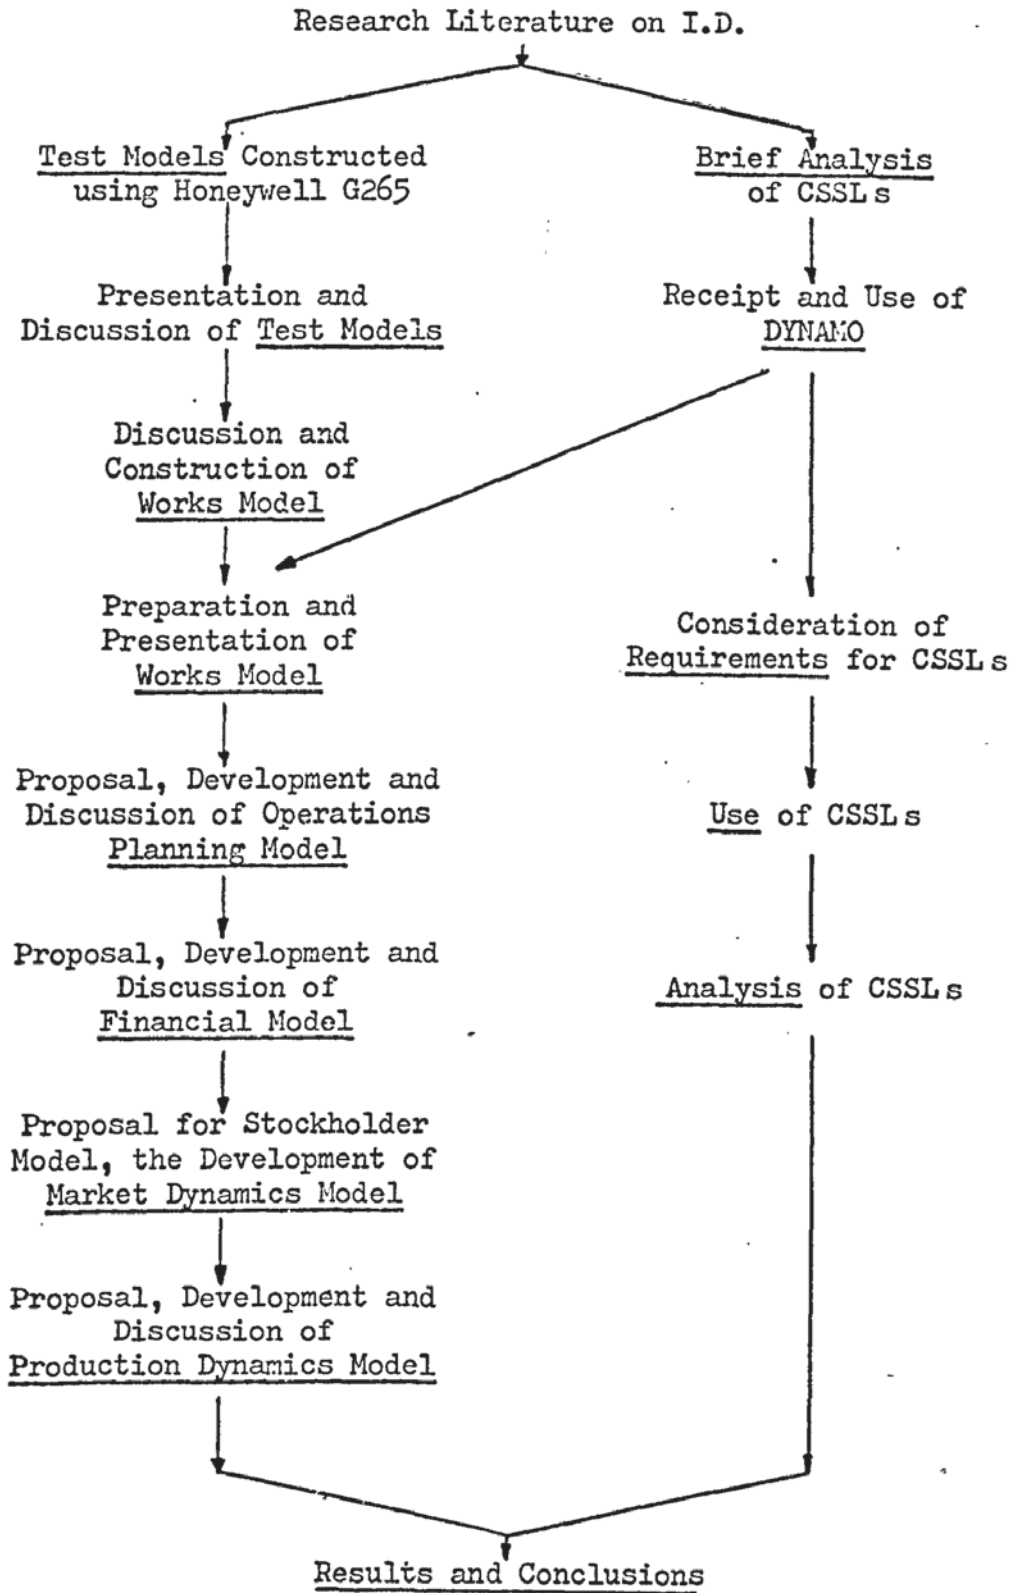 Research Literature on I.D.
Test Models Constructed
using Honeywell G265
Brief Analysis
of CSSLs
Presentation and
Discussion of Test Models
Receipt and Use of
DYNAMO
Discussion and
Construction of
Works Model
Preparation and
Presentation of
Works Model
Consideration of
Requirements for CSSLs
Proposal, Development and
Discussion of Operations
Planning Model
Use of CSSLs
Proposal, Development and
Discussion of
Financial Model
Analysis of CSSLs
Proposal for Stockholder
Model, the Development of
Market Dynamics Model
Proposal, Development and
Discussion of
Production Dynamics Model
Results and Conclusions